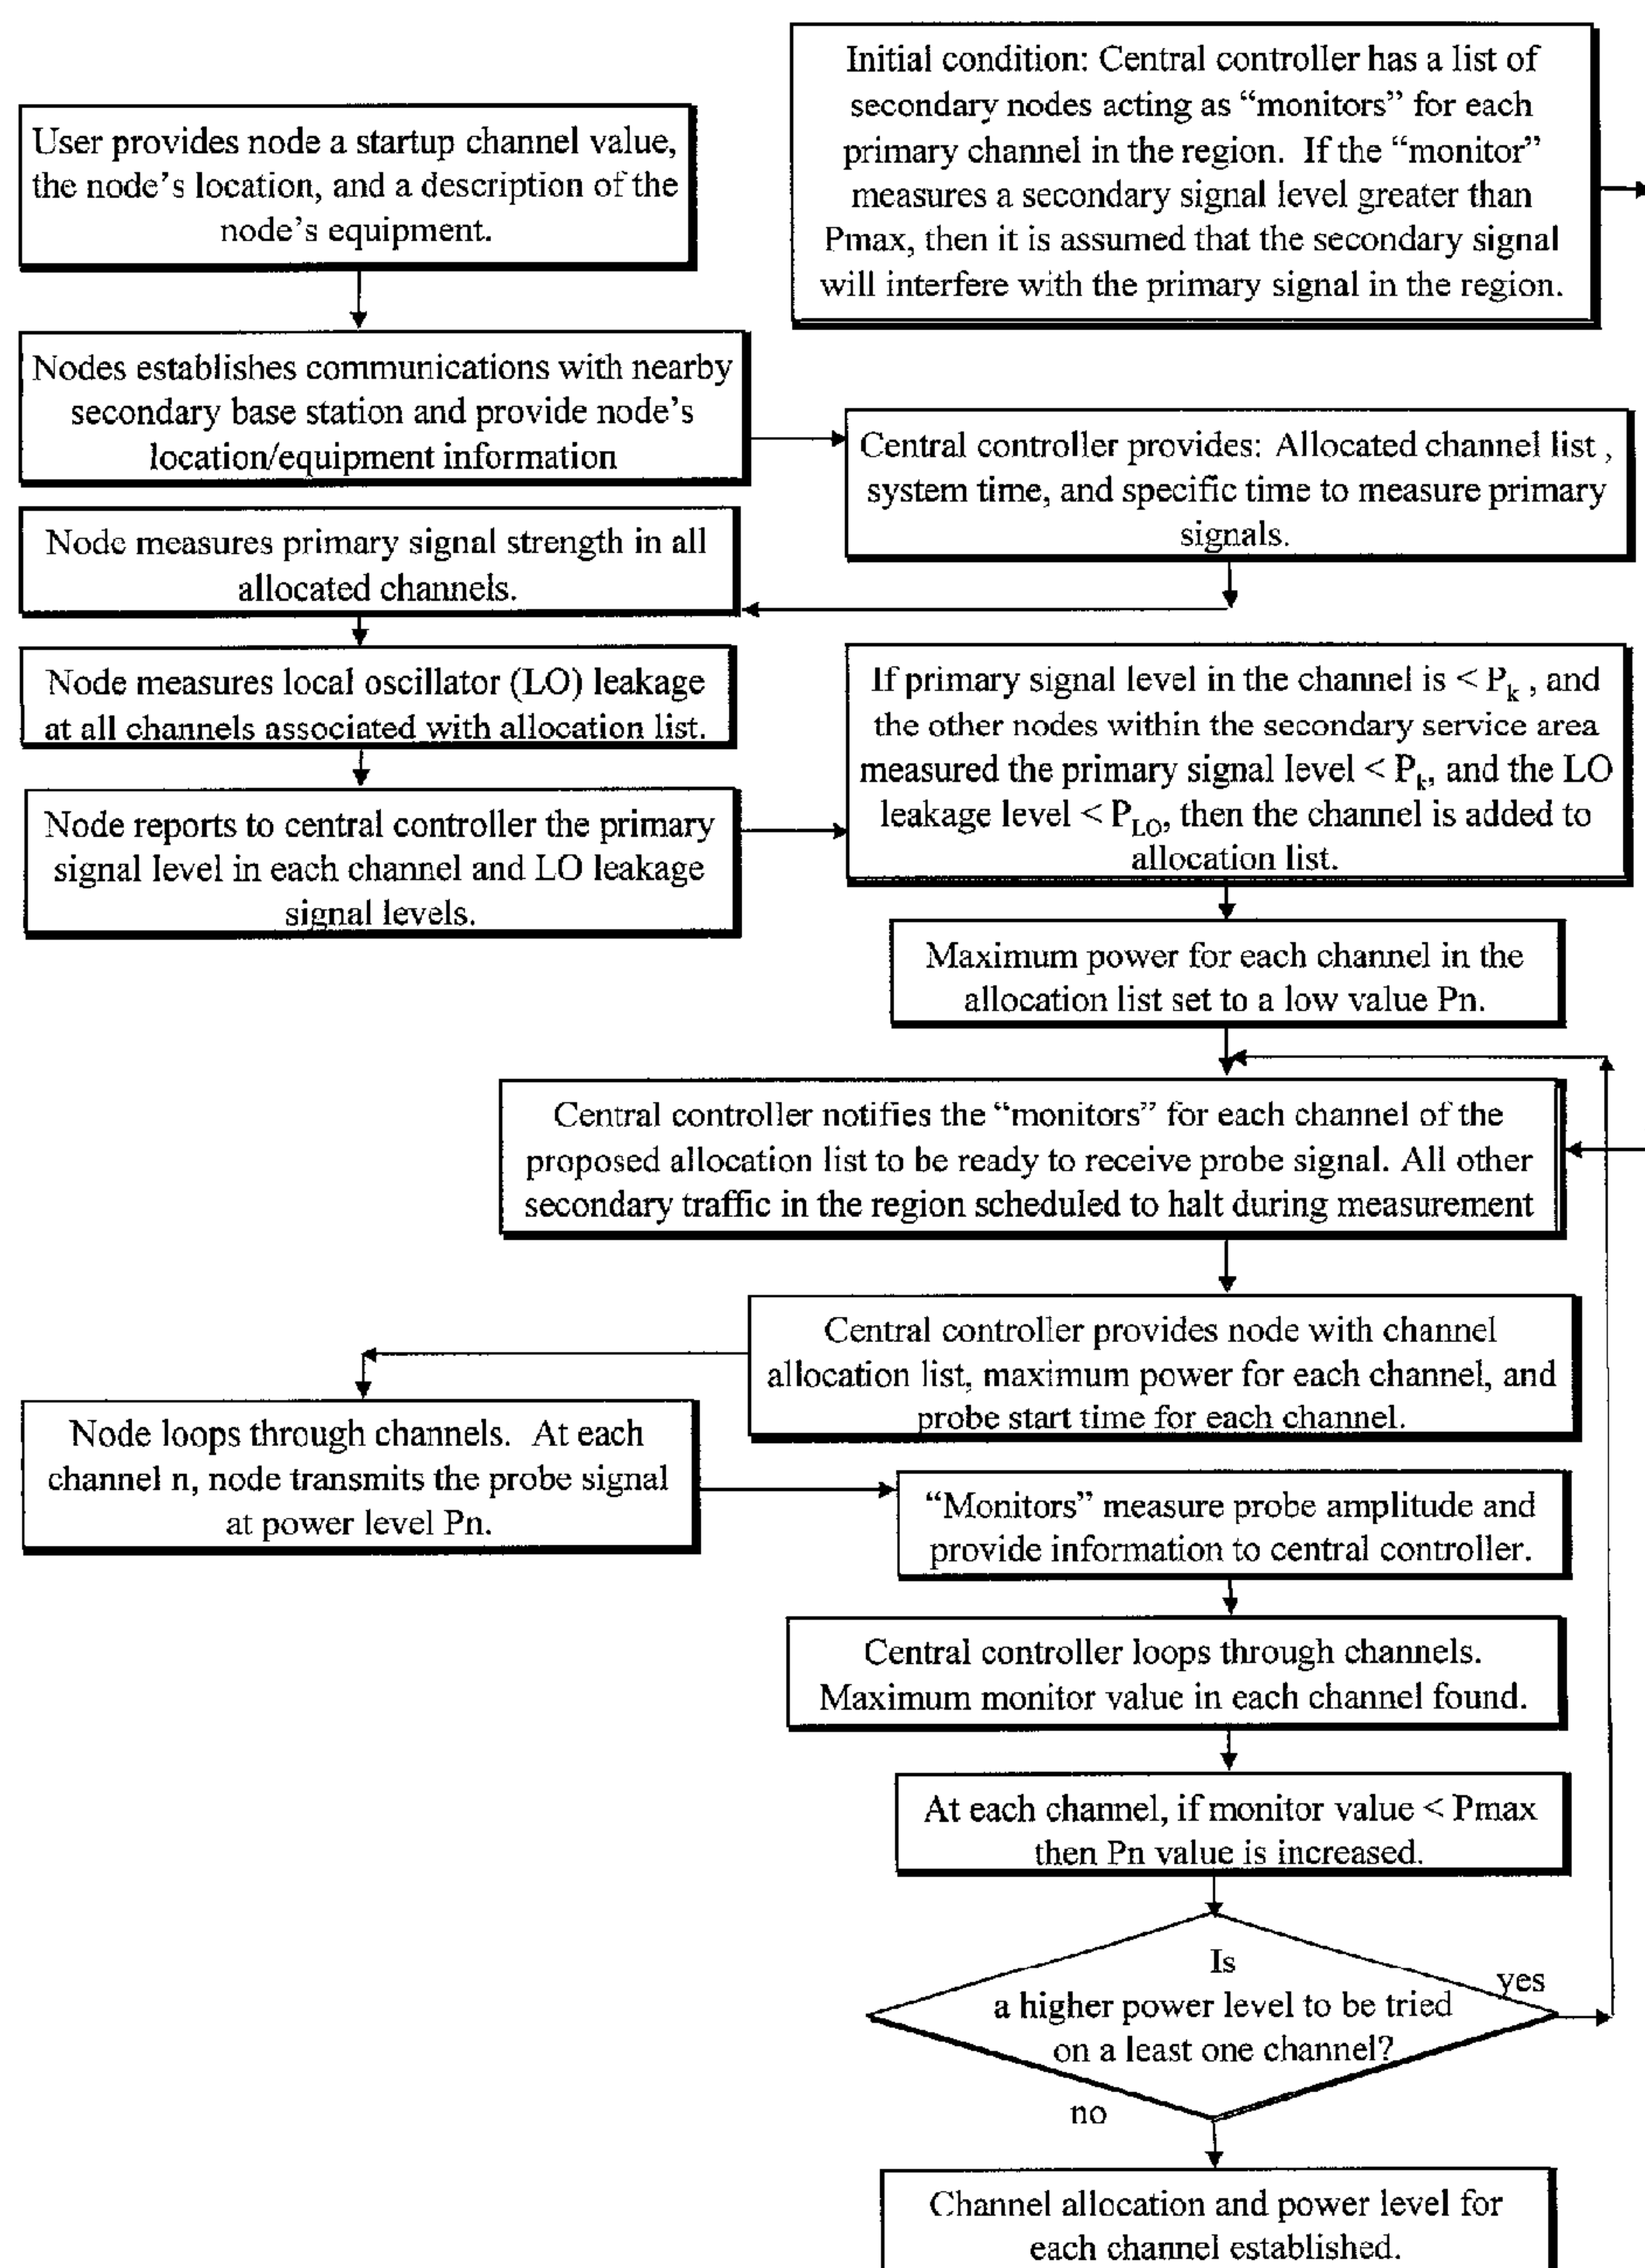 Initial condition: Central controller has a list of
secondary nodes acting as “monitors” for each
primary channel in the region. If the “monitor”
measures a secondary signal level greater than
Pmax, then it is assumed that the secondary signal
will interfere with the primary signal in the region.
User provides node a startup channel value,
the node’s location, and a description of the
node’s equipment.
Nodes establishes communications with nearby
secondary base station and provide node’s
location/equipment information
Central controller provides: Allocated channel list ,
system time, and specific time to measure primary
signals.
Node measures primary signal strength in all
allocated channels.
Node measures local oscillator (LO) leakage
at all channels associated with allocation list.
Node reports to central controller the primary
signal level in each channel and LO leakage
signal levels.
If primary signal level in the channel is < Pk , and
the other nodes within the secondary service area
measured the primary signal level < Pk, and the LO
leakage level < PLO, then the channel is added to
allocation list.
Maximum power for each channel in the
allocation list set to a low value Pn.
Central controller notifies the “monitors” for each channel of the
proposed allocation list to be ready to receive probe signal. All other
secondary traffic in the region scheduled to halt during measurement
Central controller provides node with channel
allocation list, maximum power for each channel, and
probe start time for each channel.
Node loops through channels. At each
channel n, node transmits the probe signal
at power level Pn.
“Monitors” measure probe amplitude and
provide information to central controller.
Central controller loops through channels.
Maximum monitor value in each channel found.
At each channel, if monitor value < Pmax
then Pn value is increased.
Is
a higher power level to be tried
on a least one channel?
yes
no
Channel allocation and power level for
each channel established.